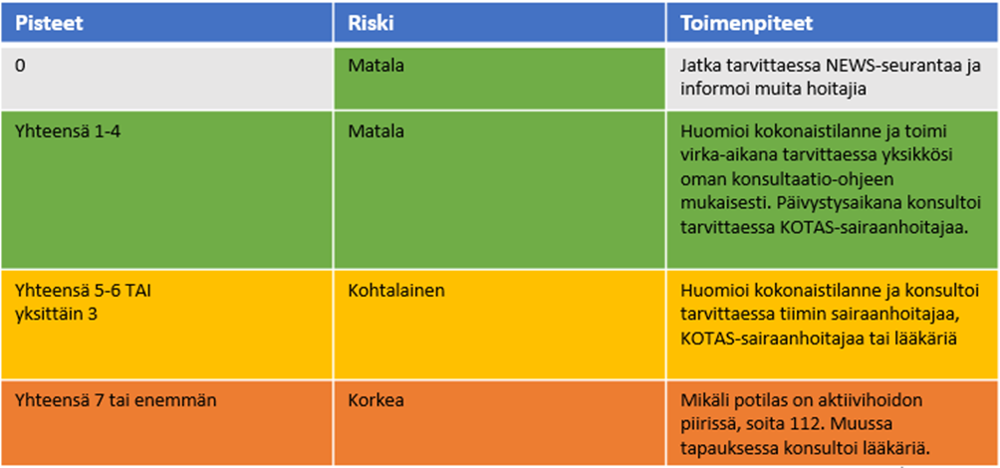 Pisteet
Riski
Toimenpiteet
0
Matala
Jatka tarvittaessa NEWS-seurantaa ja
informoi muita hoitajia
Yhteensä 1-4
Matala
Huomioi kokonaistilanne ja toimi
virka-aikana tarvittaessa yksikkösi
oman konsultaatio-ohjeen
mukaisesti. Päivystysaikana konsultoi
tarvittaessa KOTAS-sairaanhoitajaa.
Yhteensä 5-6 TAI
yksittäin 3
Kohtalainen
Huomioi kokonaistilanne ja konsultoi
tarvittaessa tiimin sairaanhoitajaa,
KOTAS-sairaanhoitajaa tai lääkäriä
Yhteensä 7 tai enemmän
Korkea
Mikäli potilas on aktiivihoidon
piirissä, soita 112. Muussa
tapauksessa konsultoi lääkäriä.